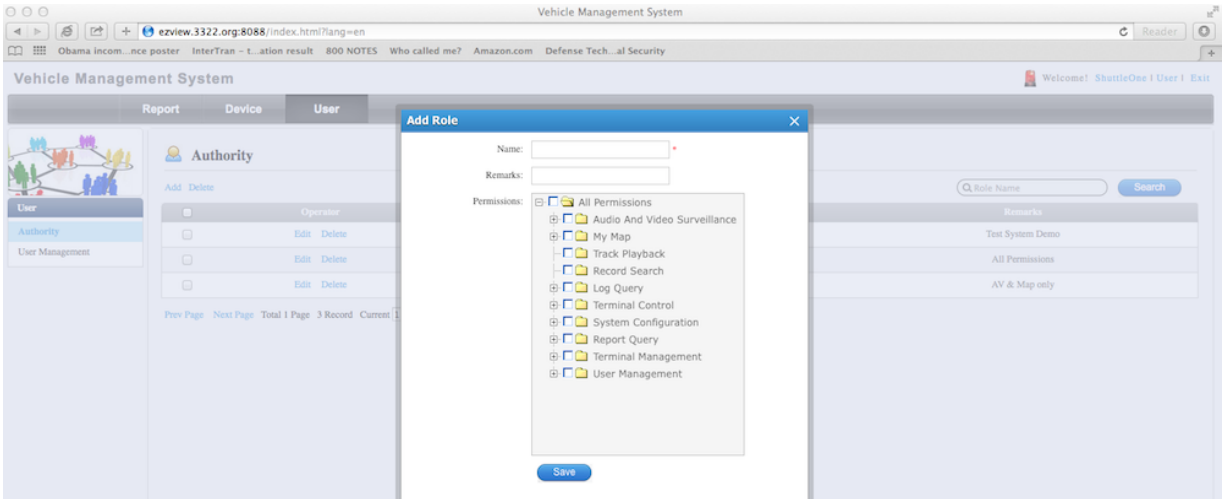 Vehicle Management System
ezview.3322.org:8088/index.html?lang=en
Reader
Obama incom...nce poster InterTran – t...ation result 800 NOTES Who called me? Amazon.com Defense Tech...al Security
Vehicle Management System
Welcome! ShuttleOne | User | Exit
Report Device User
Add Role
Name: *
Remarks:
Permissions:
All Permissions
Audio And Video Surveillance
My Map
Track Playback
Record Search
Log Query
Terminal Control
System Configuration
Report Query
Terminal Management
User Management
Save
Authority
Add Delete
Role Name Search
User
Authority
User Management
Operator Remarks
Edit Delete Test System Demo
Edit Delete All Permissions
Edit Delete AV & Map only
Prev Page Next Page Total 1 Page 3 Record Current 1